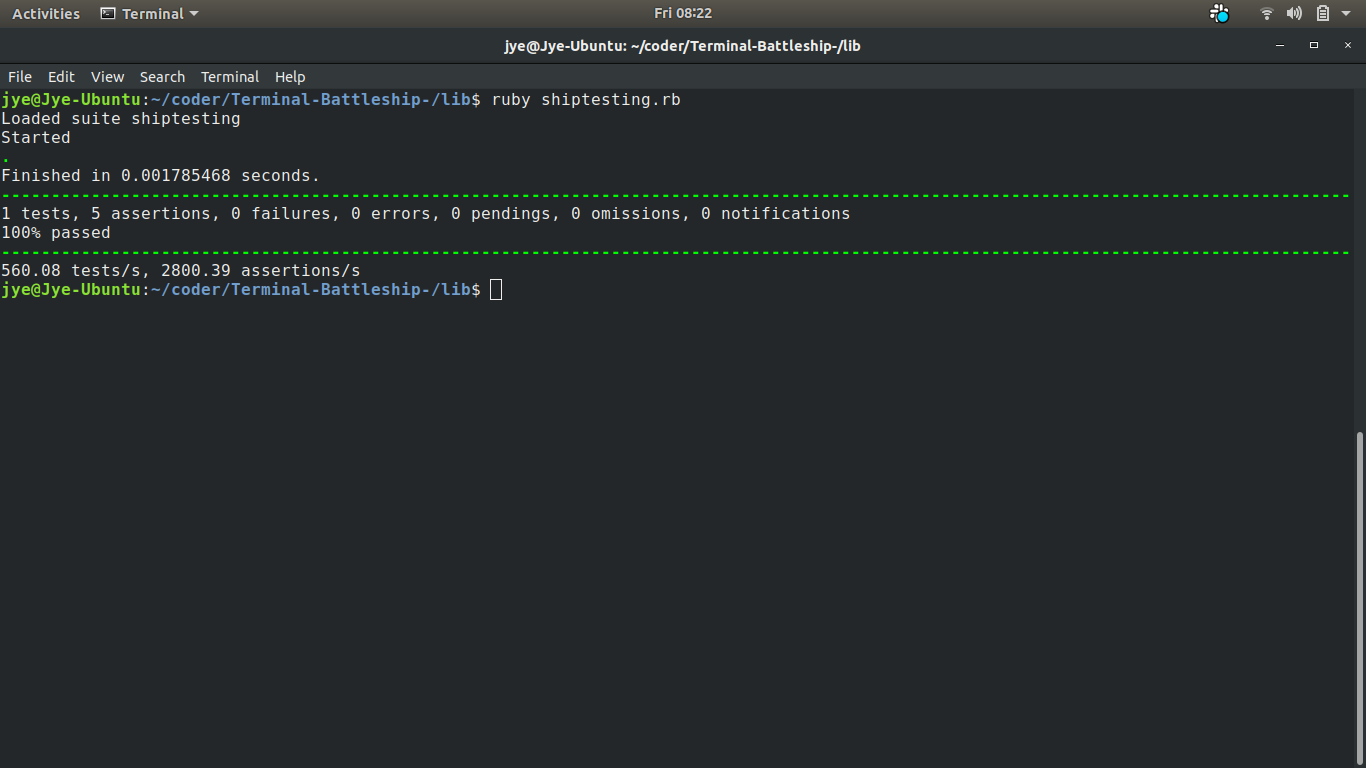 Activities Terminal Fri 08:22
jye@Jye-Ubuntu: ~/coder/Terminal-Battleship-/lib
File Edit View Search Terminal Help
jye@Jye-Ubuntu:~/coder/Terminal-Battleship-/lib$ ruby shiptesting.rb
Loaded suite shiptesting
Started
.
Finished in 0.001785468 seconds.
---------------------------------------------------------------------------------------------------------------------------------------
1 tests, 5 assertions, 0 failures, 0 errors, 0 pendings, 0 omissions, 0 notifications
100% passed
---------------------------------------------------------------------------------------------------------------------------------------
560.08 tests/s, 2800.39 assertions/s
jye@Jye-Ubuntu:~/coder/Terminal-Battleship-/lib$